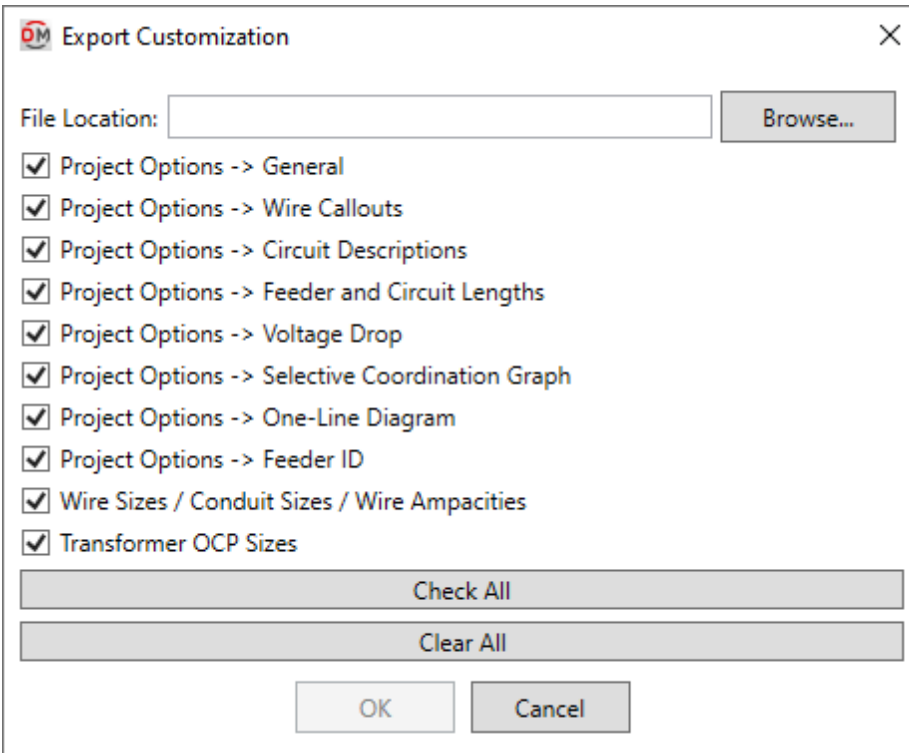 DM Export Customization
File Location: Browse...
Project Options -> General
Project Options -> Wire Callouts
Project Options -> Circuit Descriptions
Project Options -> Feeder and Circuit Lengths
Project Options -> Voltage Drop
Project Options -> Selective Coordination Graph
Project Options -> One-Line Diagram
Project Options -> Feeder ID
Wire Sizes / Conduit Sizes / Wire Ampacities
Transformer OCP Sizes
Check All
Clear All
OK Cancel